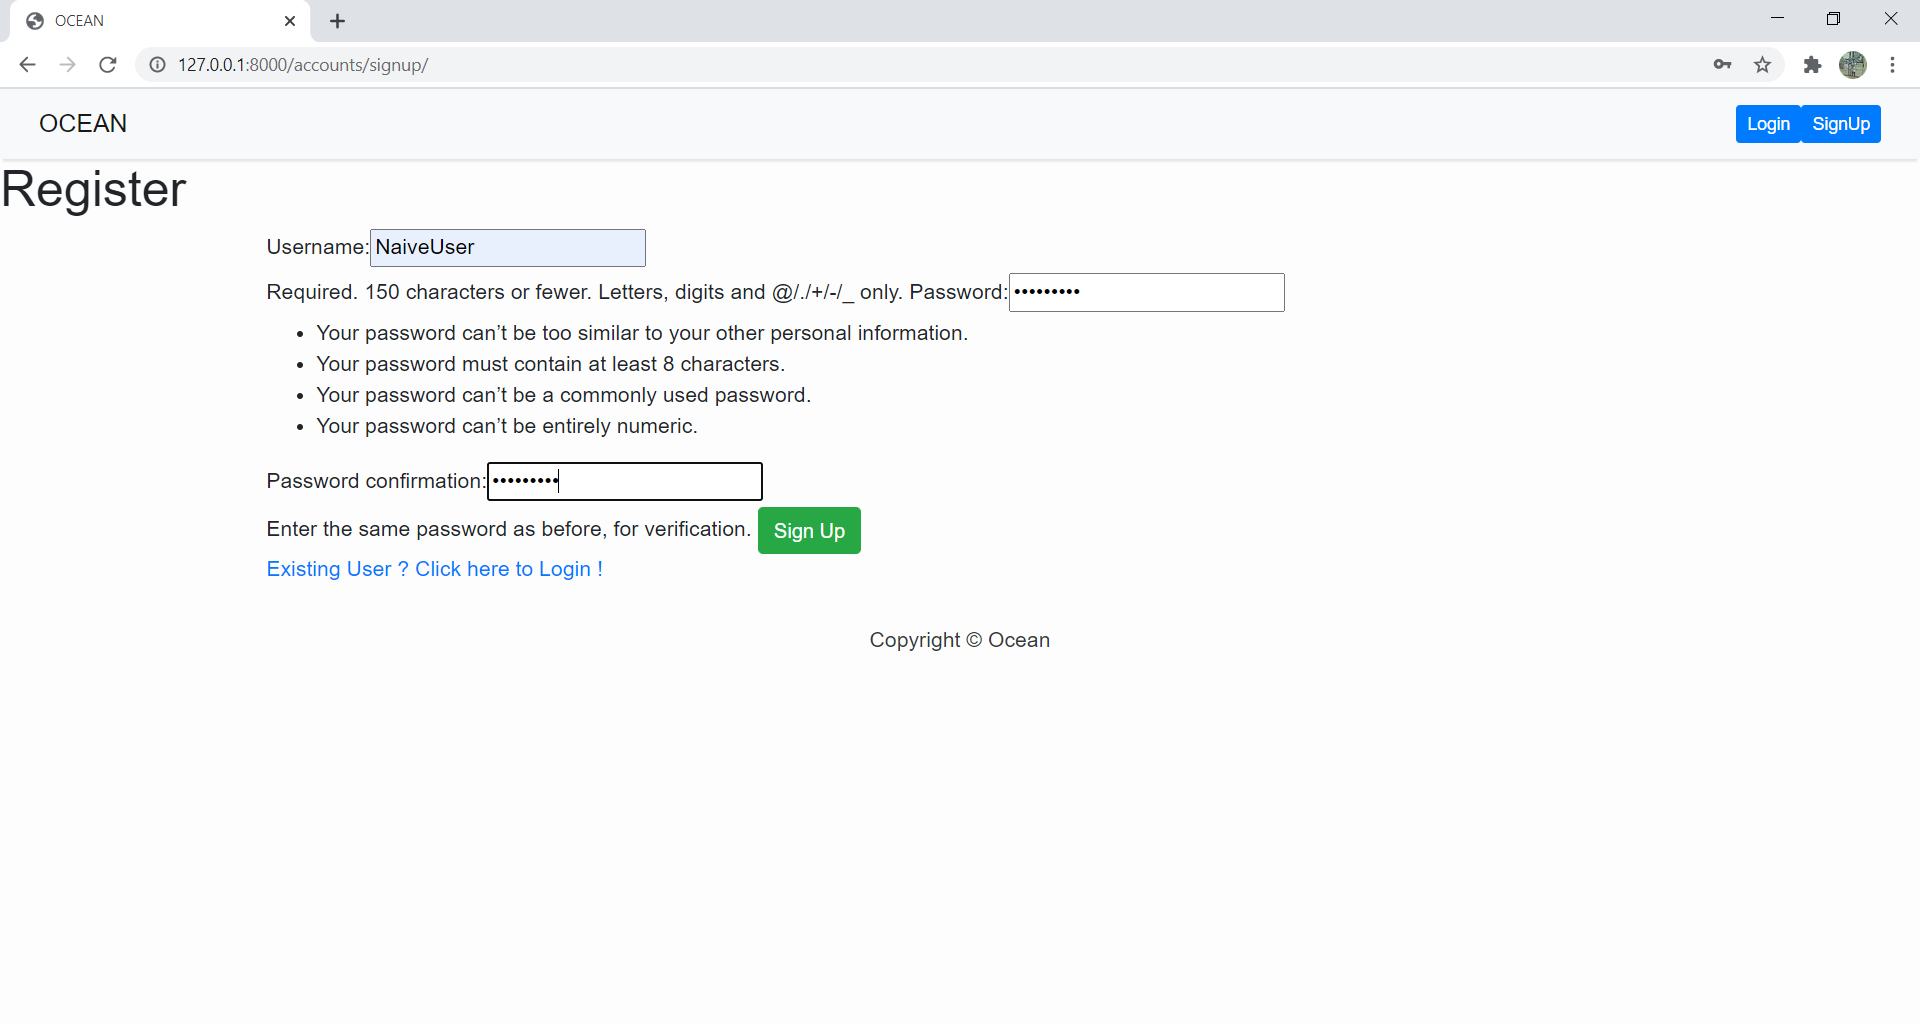 OCEAN
127.0.0.1:8000/accounts/signup/
OCEAN
Login SignUp
Register
Username: NaiveUser
Required. 150 characters or fewer. Letters, digits and @/./+/-/_ only. Password: •••••••••
• Your password can’t be too similar to your other personal information.
• Your password must contain at least 8 characters.
• Your password can’t be a commonly used password.
• Your password can’t be entirely numeric.
Password confirmation: •••••••••
Enter the same password as before, for verification. Sign Up
Existing User ? Click here to Login !
Copyright © Ocean